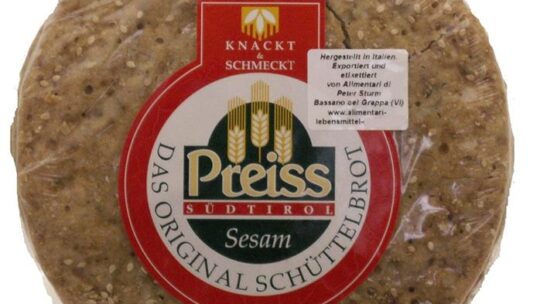 KNÄCKT
&
SCHMECKT
Hergestellt in Italien
Exportiert und
etikettiert
von Alimentari di
Peter Sturm
Bassano del Grappa (VI)
www.alimentari-
lebensmittel-
Preiss
SÜDTIROL
Sesam
DAS ORIGINAL SCHÜTTELBROT